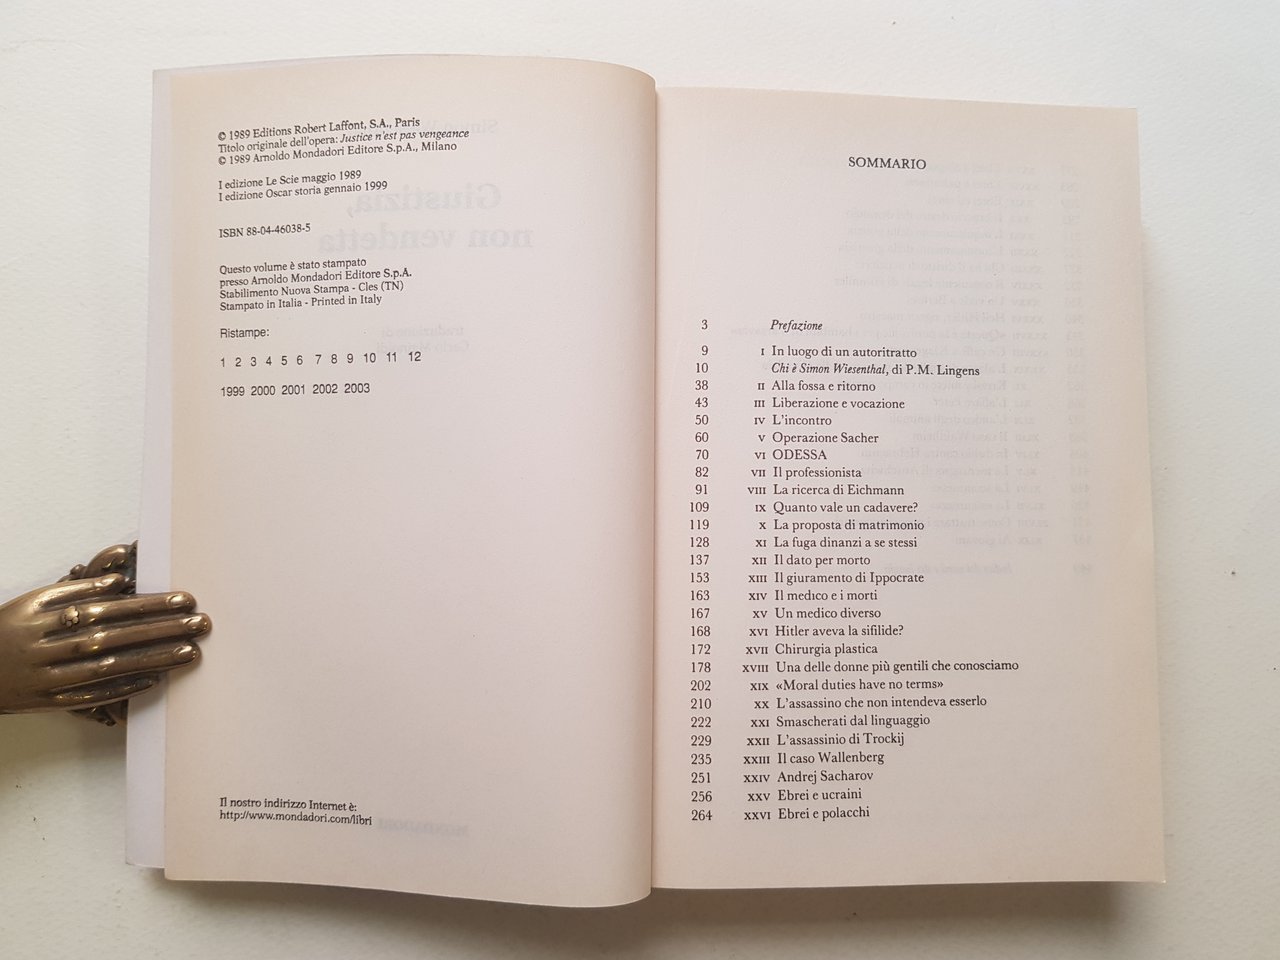 © 1989 Editions Robert Laffont, S.A., Paris
Titolo originale dell'opera: Justice n'est pas vengeance
© 1989 Arnoldo Mondadori Editore S.p.A., Milano
I edizione Le Scie maggio 1989
I edizione Oscar storia gennaio 1999
ISBN 88-04-46038-5
Questo volume è stato stampato
presso Arnoldo Mondadori Editore S.p.A.
Stabilimento Nuova Stampa - Cles (TN)
Stampato in Italia - Printed in Italy
Ristampe:
1 2 3 4 5 6 7 8 9 10 11 12
1999 2000 2001 2002 2003
Il nostro indirizzo Internet è:
http://www.mondadori.com/libri
SOMMARIO
3 Prefazione
9 I In luogo di un autoritratto
10 Chi è Simon Wiesenthal, di P.M. Lingens
38 II Alla fossa e ritorno
43 III Liberazione e vocazione
50 IV L'incontro
60 V Operazione Sacher
70 VI ODESSA
82 VII Il professionista
91 VIII La ricerca di Eichmann
109 IX Quanto vale un cadavere?
119 X La proposta di matrimonio
128 XI La fuga dinanzi a se stessi
137 XII Il dato per morto
153 XIII Il giuramento di Ippocrate
163 XIV Il medico e i morti
167 XV Un medico diverso
168 XVI Hitler aveva la sifilide?
172 XVII Chirurgia plastica
178 XVIII Una delle donne più gentili che conosciamo
202 XIX «Moral duties have no terms»
210 XX L'assassino che non intendeva esserlo
222 XXI Smascherati dal linguaggio
229 XXII L'assassinio di Trockij
235 XXIII Il caso Wallenberg
251 XXIV Andrej Sacharov
256 XXV Ebrei e ucraini
264 XXVI Ebrei e polacchi